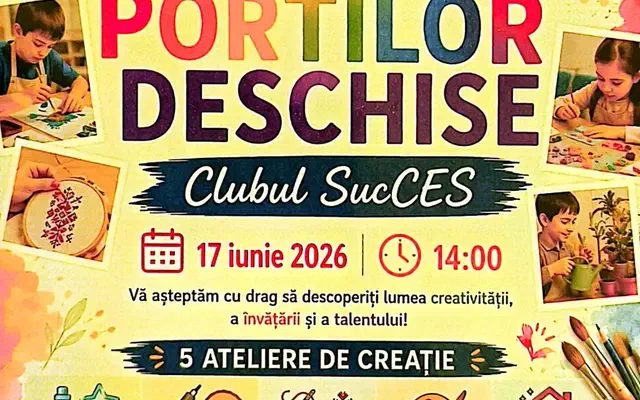 PORTILOR
DESCHISE
Clubul SucCES
17 iunie 2026
14:00
Vă așteptăm cu drag să descoperiți lumea creativității,
a învățării și a talentului!
5 ATELIERE DE CREAȚIE